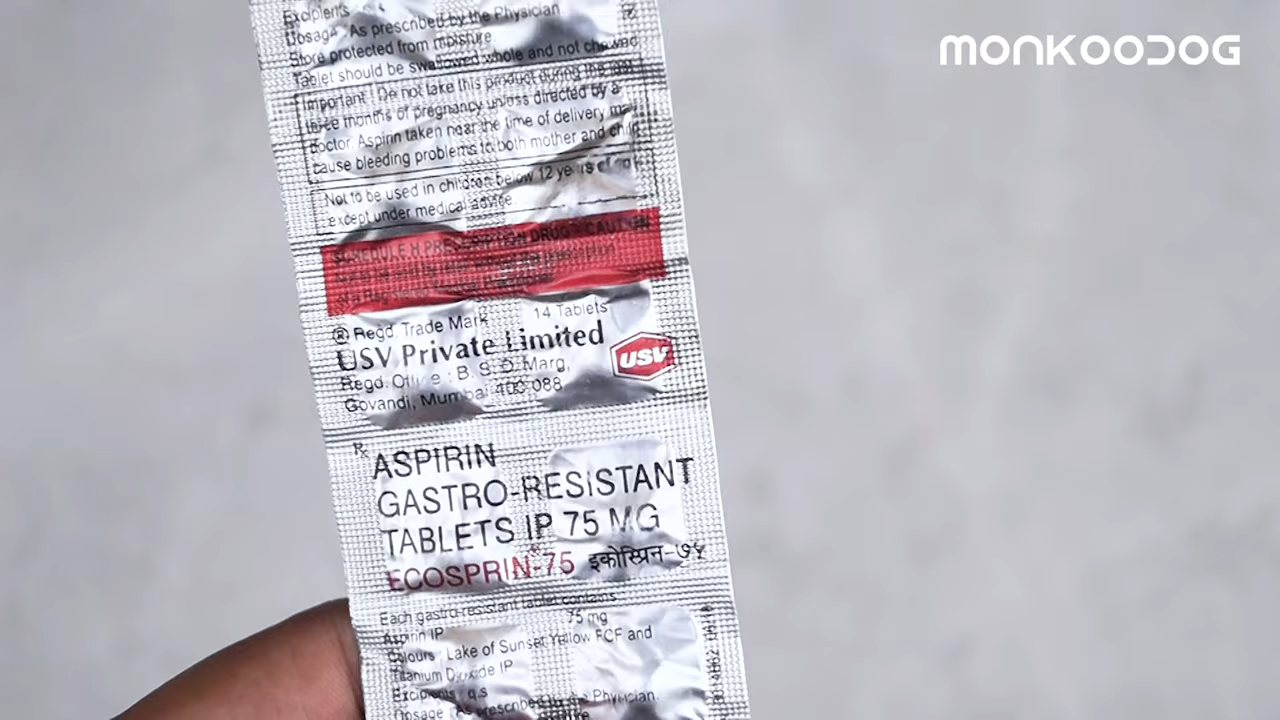 MONKOODOG
Excipients
Dosage : As prescribed by the Physician
Store protected from moisture.
Tablet should be swallowed whole and not chewed
Important : Do not take this product during the last
three months of pregnancy unless directed by a
doctor. Aspirin taken near the time of delivery may
cause bleeding problems to both mother and child
Not to be used in children below 12 years of age
except under medical advice.
SCHEDULE H PRESCRIPTION DRUG - CAUTION
® Regd. Trade Mark 14 Tablets
USV Private Limited
USV
Regd. Office : B. S. D. Marg,
Govandi, Mumbai 400 088
Rx
ASPIRIN
GASTRO-RESISTANT
TABLETS IP 75 MG
ECOSPRIN®-75 इकोस्प्रिन-७५
Each gastro-resistant tablet contains
Aspirin IP 75 mg
Colours : Lake of Sunset Yellow FCF and
Titanium Dioxide IP
Excipients : q.s
Dosage : As prescribed by the Physician.